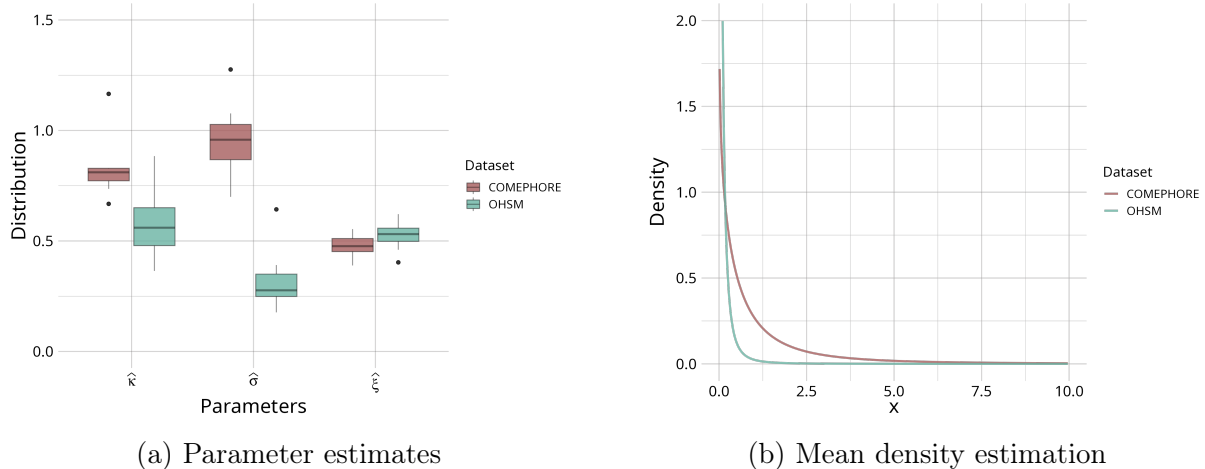 1.5
1.0
0.5
0.0
Distribution
κ̂
σ̂
ξ̂
Parameters
Dataset
COMEPHORE
OHSM
(a) Parameter estimates
2.0
1.5
1.0
0.5
0.0
Density
0.0 2.5 5.0 7.5 10.0
x
Dataset
COMEPHORE
OHSM
(b) Mean density estimation